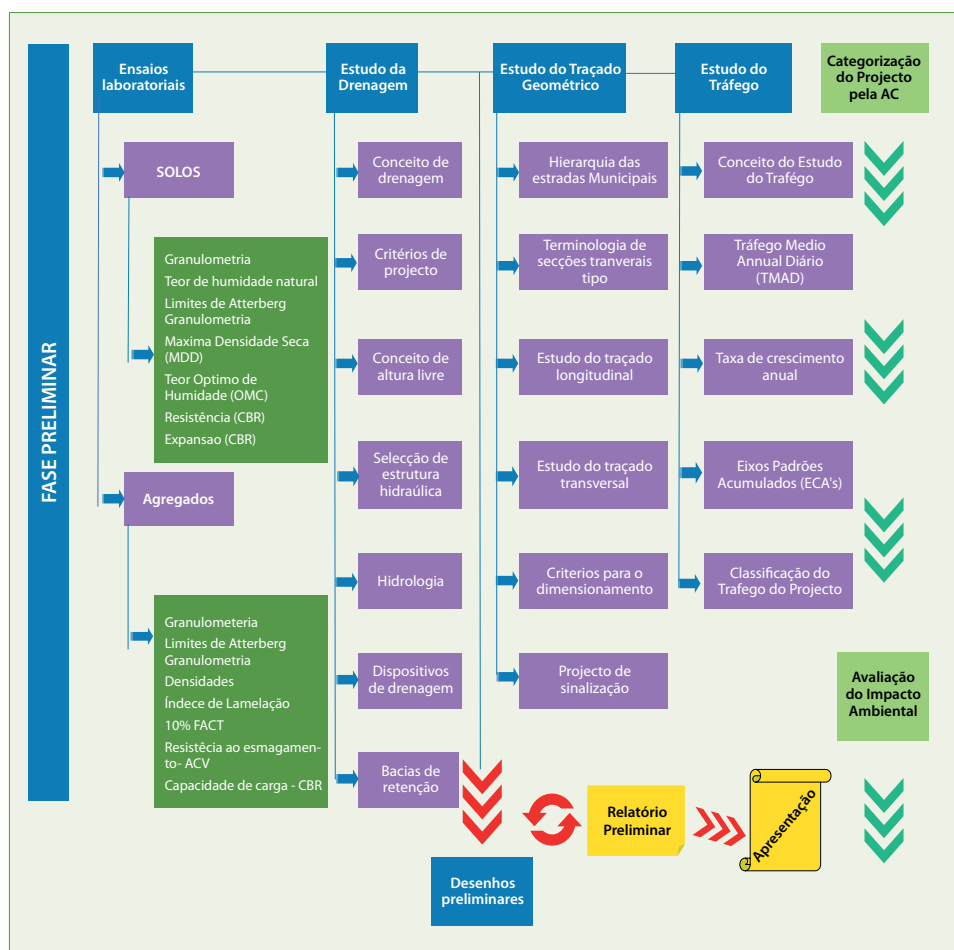 FASE PRELIMINAR
Ensaios
laboratoriais
SOLOS
Granulometria
Teor de humidade natural
Limites de Atterberg
Granulometria
Maxima Densidade Seca
(MDD)
Teor Optimo de
Humidade (OMC)
Resistência (CBR)
Expansao (CBR)
Agregados
Granulometeria
Limites de Atterberg
Granulometria
Densidades
Índece de Lamelação
10% FACT
Resistêcia ao esmagamen-
to- ACV
Capacidade de carga - CBR
Estudo da
Drenagem
Conceito de
drenagem
Critérios de
projecto
Conceito de
altura livre
Selecção de
estrutura
hidraúlica
Hidrologia
Dispositivos
de drenagem
Bacias de
retenção
Estudo do Traçado
Geométrico
Hierarquia das
estradas Municipais
Terminologia de
secções tranverais
tipo
Estudo do traçado
longitudinal
Estudo do traçado
transversal
Criterios para o
dimensionamento
Projecto de
sinalização
Estudo do
Tráfego
Conceito do Estudo
do Trafégo
Tráfego Medio
Annual Diário
(TMAD)
Taxa de crescimento
anual
Eixos Padrões
Acumulados (ECA's)
Classificação do
Trafego do Projecto
Categorização
do Projecto
pela AC
Avaliação
do Impacto
Ambiental
Desenhos
preliminares
Relatório
Preliminar
Apresentação